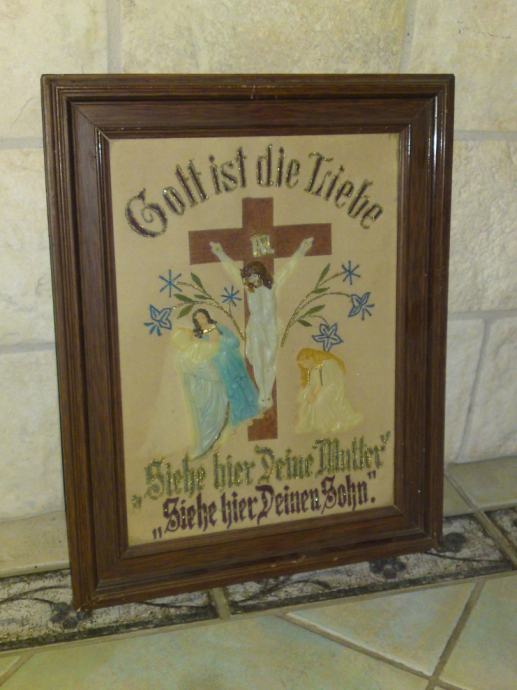 Gott ist die Liebe
„Siehe hier Deine Mutter“
„Siehe hier Deinen Sohn.“